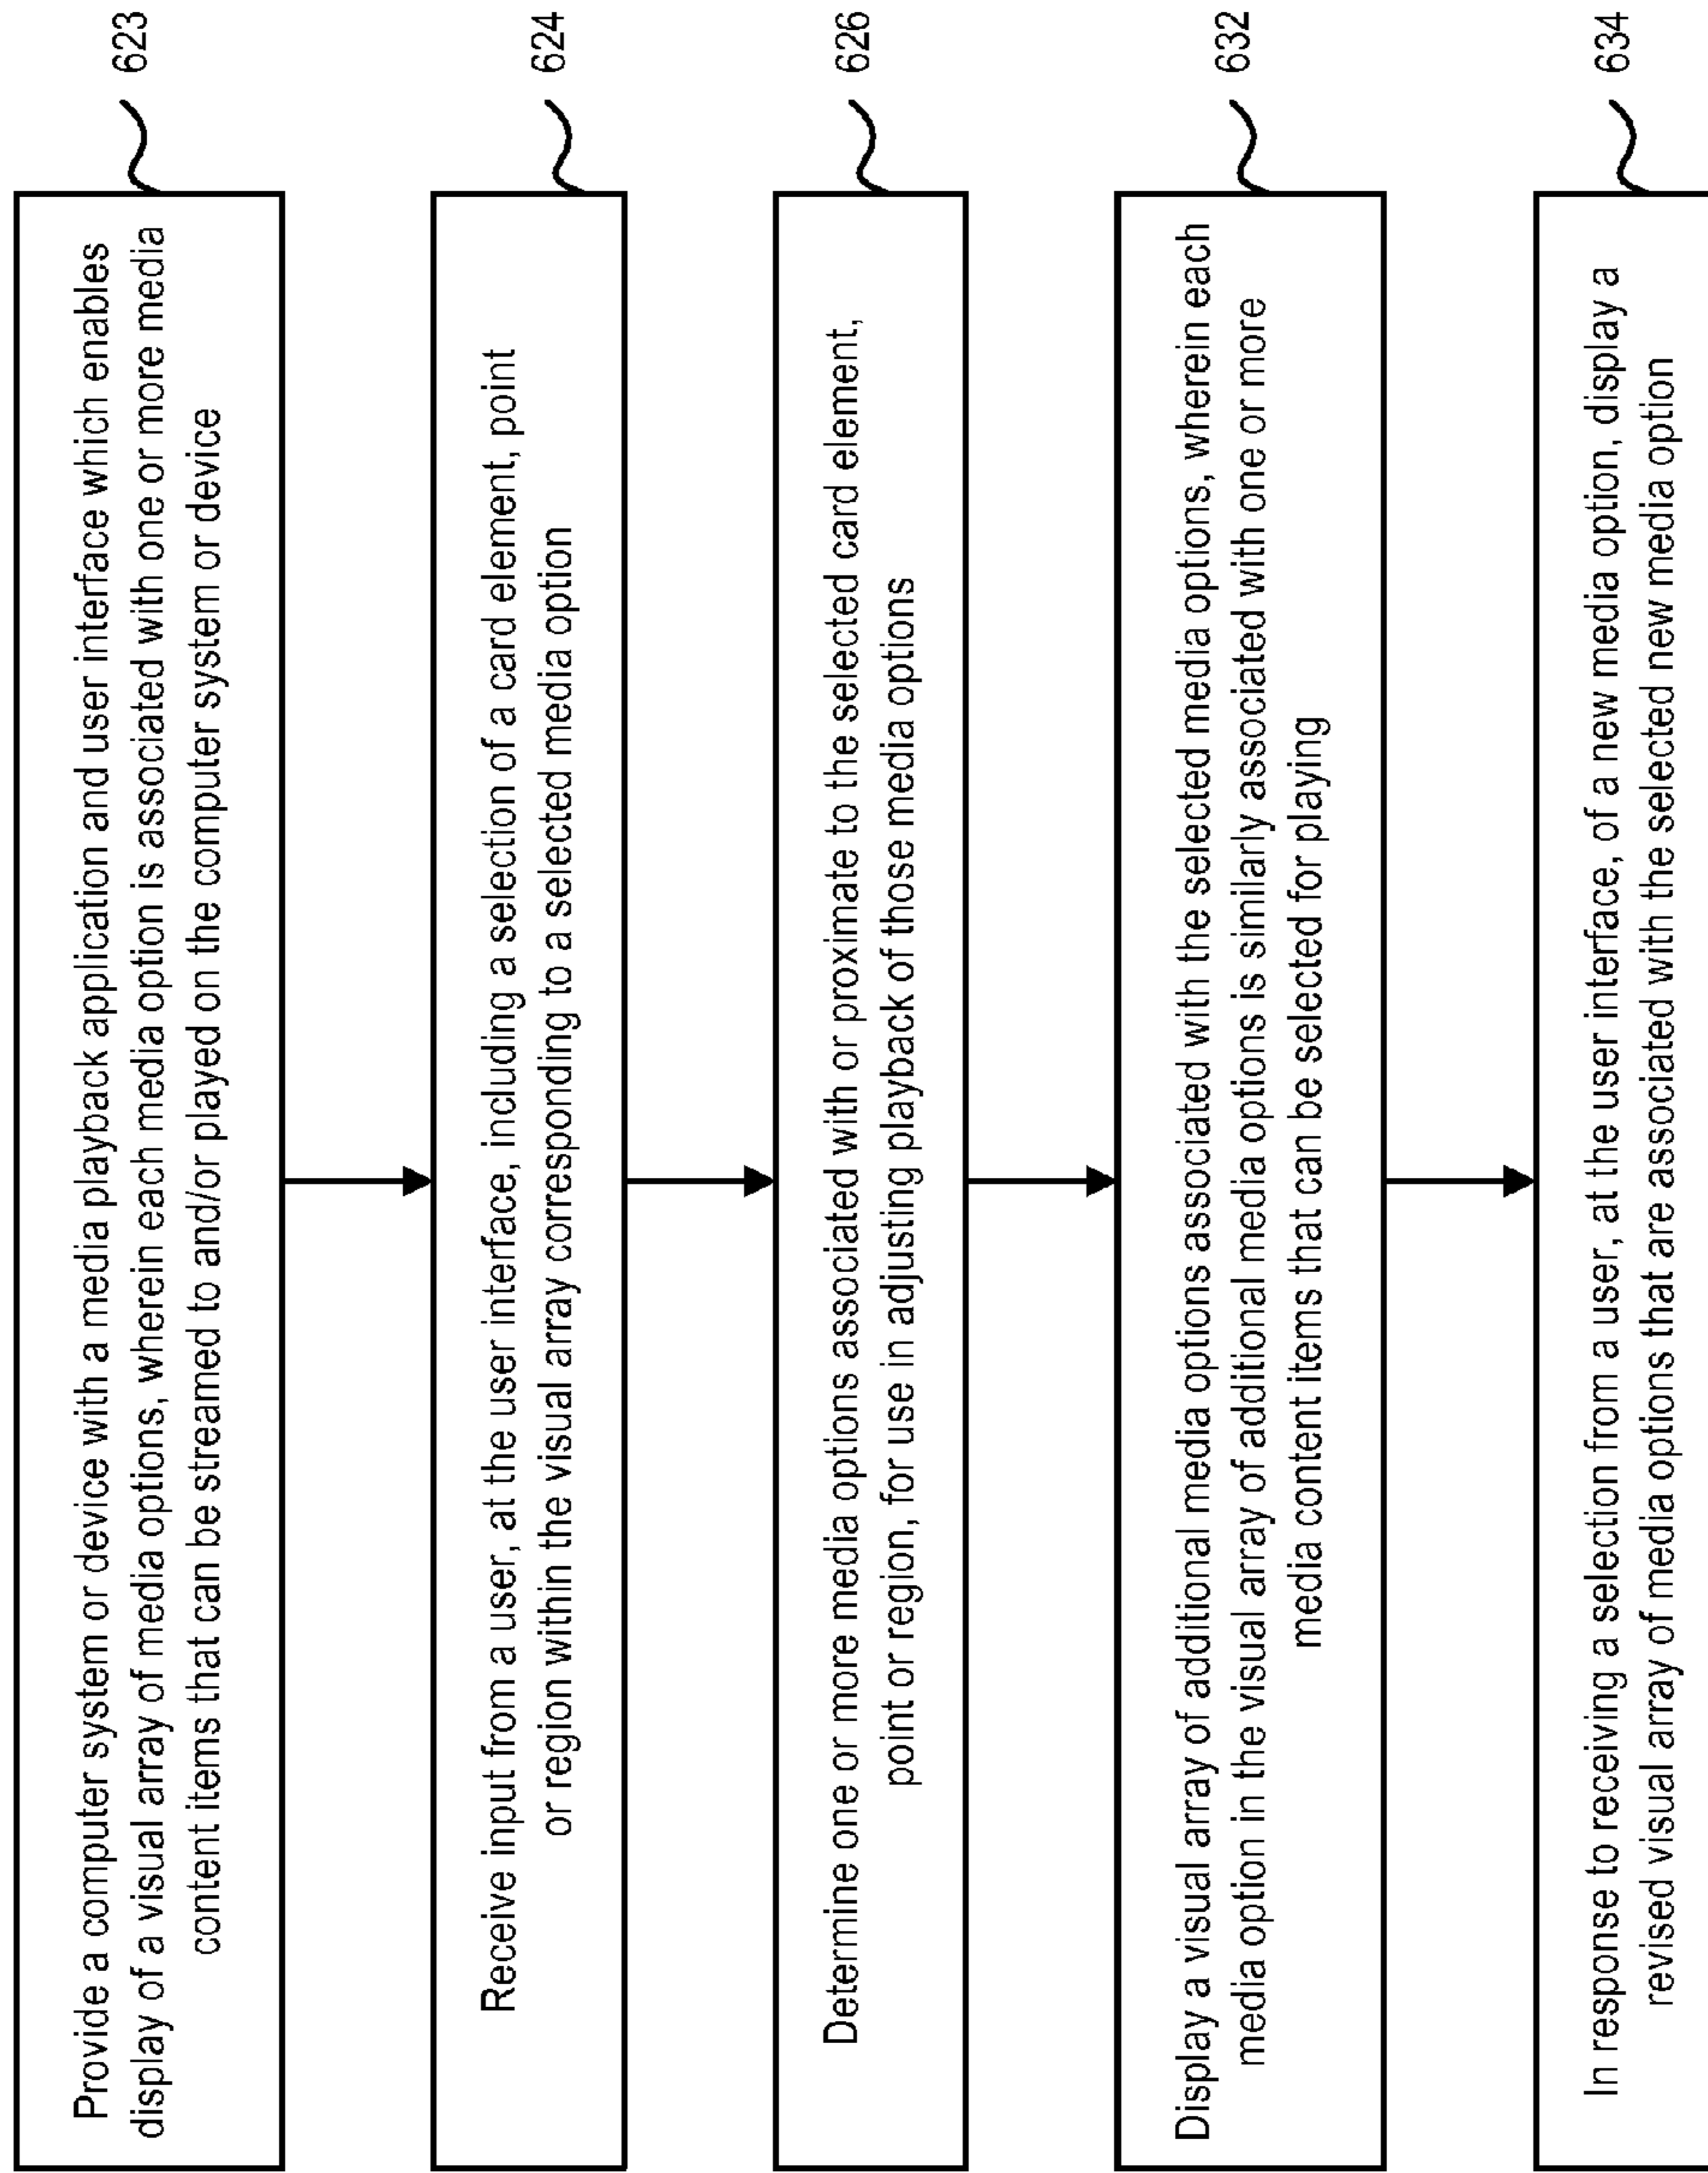 Provide a computer system or device with a media playback application and user interface which enables
display of a visual array of media options, wherein each media option is associated with one or more media
content items that can be streamed to and/or played on the computer system or device
623
Receive input from a user, at the user interface, including a selection of a card element, point
or region within the visual array corresponding to a selected media option
624
Determine one or more media options associated with or proximate to the selected card element,
point or region, for use in adjusting playback of those media options
626
Display a visual array of additional media options associated with the selected media options, wherein each
media option in the visual array of additional media options is similarly associated with one or more
media content items that can be selected for playing
632
In response to receiving a selection from a user, at the user interface, of a new media option, display a
revised visual array of media options that are associated with the selected new media option
634